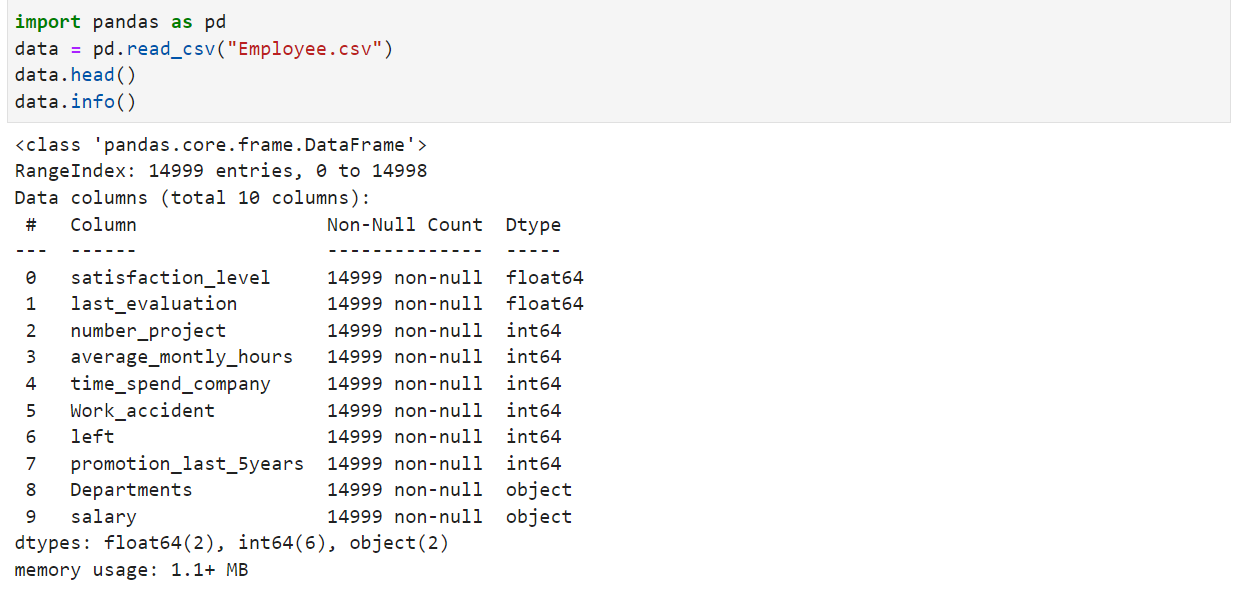 import pandas as pd
data = pd.read_csv("Employee.csv")
data.head()
data.info()
<class 'pandas.core.frame.DataFrame'>
RangeIndex: 14999 entries, 0 to 14998
Data columns (total 10 columns):
 #   Column                 Non-Null Count  Dtype
---  ------                 --------------  -----
 0   satisfaction_level     14999 non-null  float64
 1   last_evaluation        14999 non-null  float64
 2   number_project         14999 non-null  int64
 3   average_montly_hours   14999 non-null  int64
 4   time_spend_company     14999 non-null  int64
 5   Work_accident          14999 non-null  int64
 6   left                   14999 non-null  int64
 7   promotion_last_5years  14999 non-null  int64
 8   Departments            14999 non-null  object
 9   salary                 14999 non-null  object
dtypes: float64(2), int64(6), object(2)
memory usage: 1.1+ MB